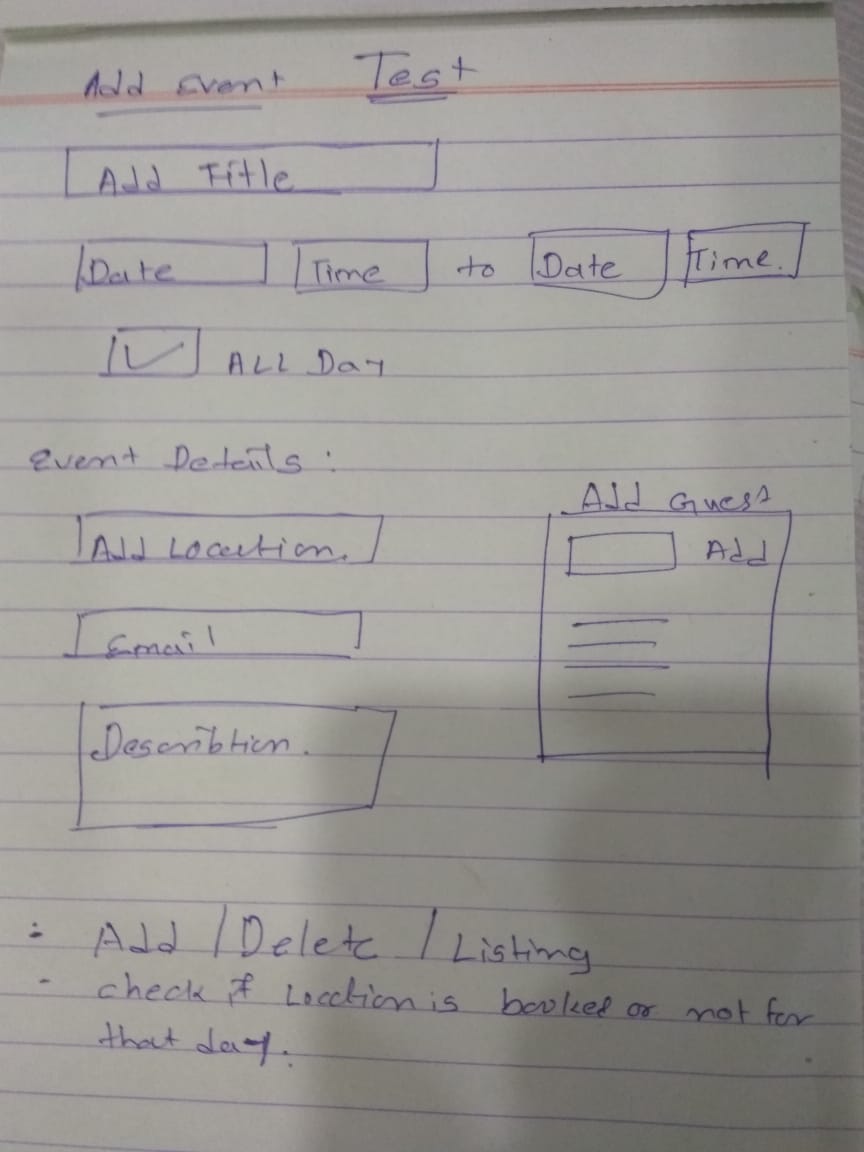 Add Event Test
Add Title
Date Time to Date Time.
ALL Day
Event Details :
Add Guest
Add Location.
Add
Email
Describtion.
- Add / Delete / Listing
- check if Location is booked or not for
that day.